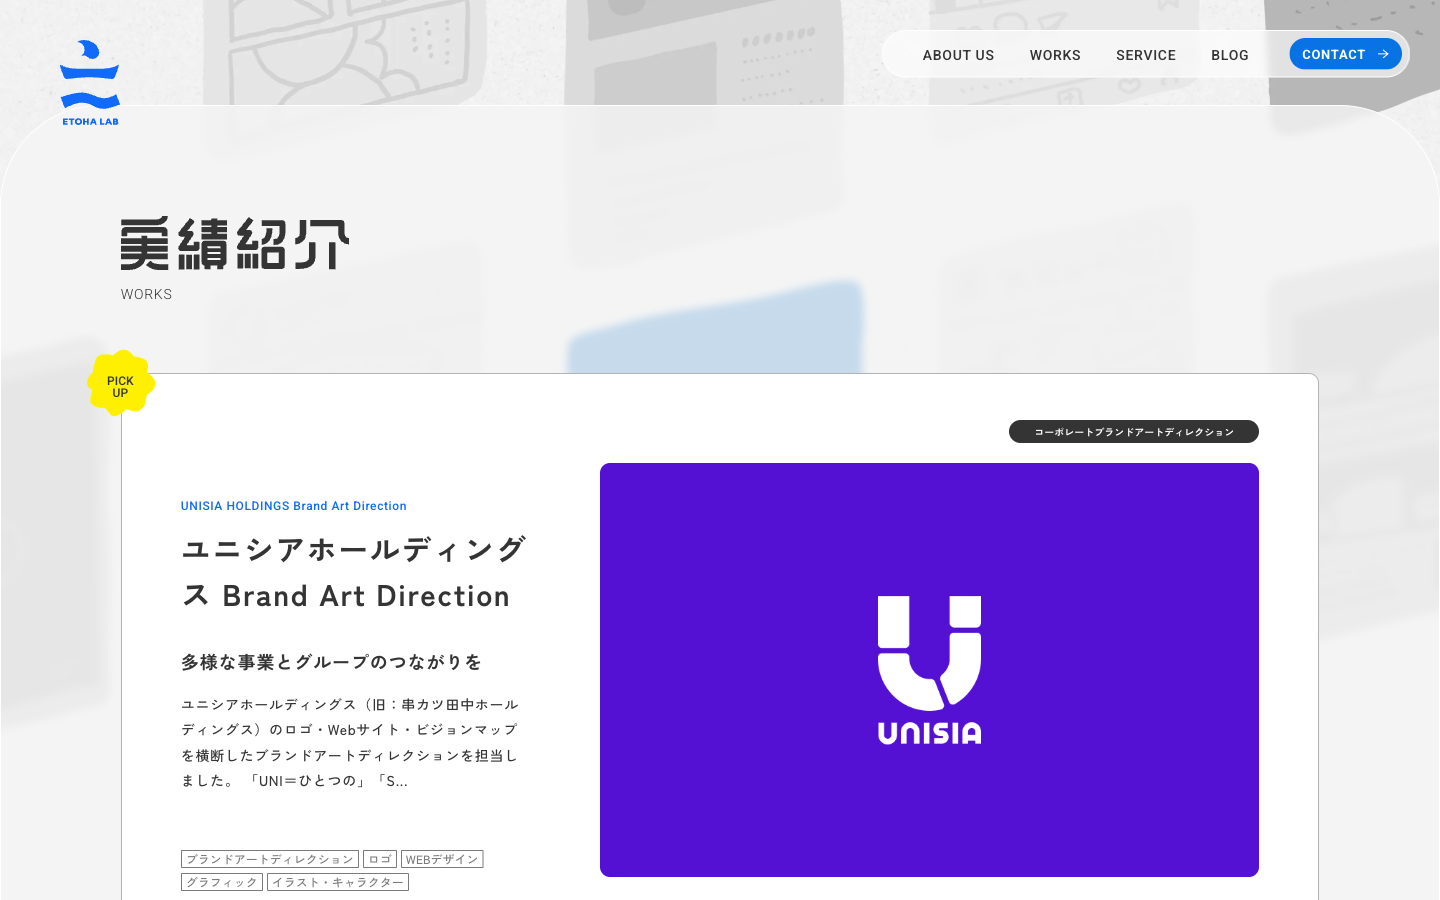 ETOHA LAB
ABOUT US
WORKS
SERVICE
BLOG
CONTACT
実績紹介
WORKS
PICK
UP
コーポレートブランドアートディレクション
UNISIA HOLDINGS Brand Art Direction
ユニシアホールディング
ス Brand Art Direction
多様な事業とグループのつながりを
ユニシアホールディングス（旧：串カツ田中ホール
ディングス）のロゴ・Webサイト・ビジョンマップ
を横断したブランドアートディレクションを担当し
ました。 「UNI＝ひとつの」「S...
ブランドアートディレクション
ロゴ
WEBデザイン
グラフィック
イラスト・キャラクター
UNISIA